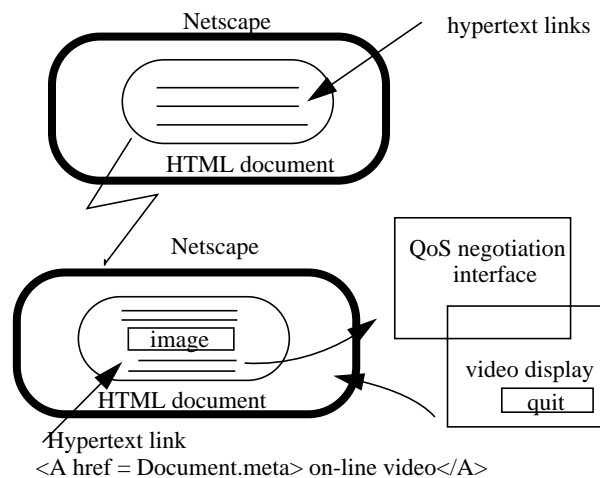 Netscape
hypertext links
HTML document
Netscape
QoS negotiation
interface
image
video display
HTML document
quit
Hypertext link
<A href = Document.meta> on-line video</A>